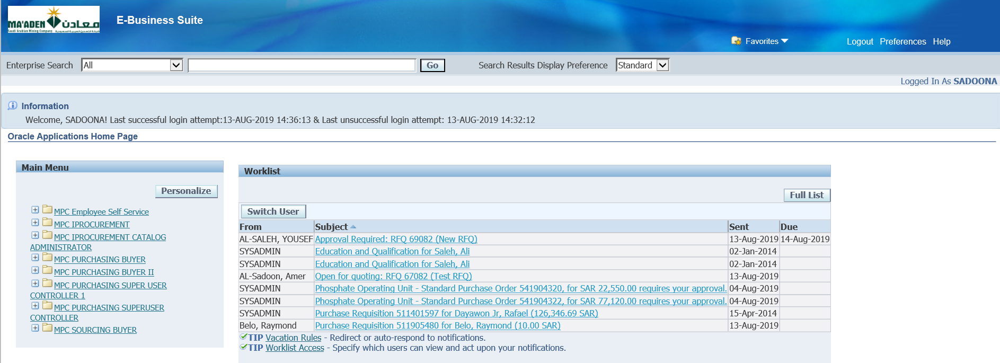 MA'ADEN معادن
Saudi Arabian Mining Company
E-Business Suite
Favorites
Logout Preferences Help
Enterprise Search All Go Search Results Display Preference Standard
Logged In As SADOONA
Information
Welcome, SADOONA! Last successful login attempt:13-AUG-2019 14:36:13 & Last unsuccessful login attempt: 13-AUG-2019 14:32:12
Oracle Applications Home Page
Main Menu
Personalize
MPC Employee Self Service
MPC IPROCUREMENT
MPC IPROCUREMENT CATALOG
ADMINISTRATOR
MPC PURCHASING BUYER
MPC PURCHASING BUYER II
MPC PURCHASING SUPER USER
CONTROLLER 1
MPC PURCHASING SUPERUSER
CONTROLLER
MPC SOURCING BUYER
Worklist
Full List
Switch User
From Subject Sent Due
AL-SALEH, YOUSEF Approval Required: RFQ 69082 (New RFQ) 13-Aug-2019 14-Aug-2019
SYSADMIN Education and Qualification for Saleh, Ali 02-Jan-2014
SYSADMIN Education and Qualification for Saleh, Ali 02-Jan-2014
AL-Sadoon, Amer Open for quoting: RFQ 67082 (Test RFQ) 13-Aug-2019
SYSADMIN Phosphate Operating Unit - Standard Purchase Order 541904320, for SAR 22,550.00 requires your approval. 04-Aug-2019
SYSADMIN Phosphate Operating Unit - Standard Purchase Order 541904322, for SAR 77,120.00 requires your approval. 04-Aug-2019
SYSADMIN Purchase Requisition 511401597 for Dayawon Jr, Rafael (126,346.69 SAR) 15-Apr-2014
Belo, Raymond Purchase Requisition 511905480 for Belo, Raymond (10.00 SAR) 13-Aug-2019
TIP Vacation Rules - Redirect or auto-respond to notifications.
TIP Worklist Access - Specify which users can view and act upon your notifications.